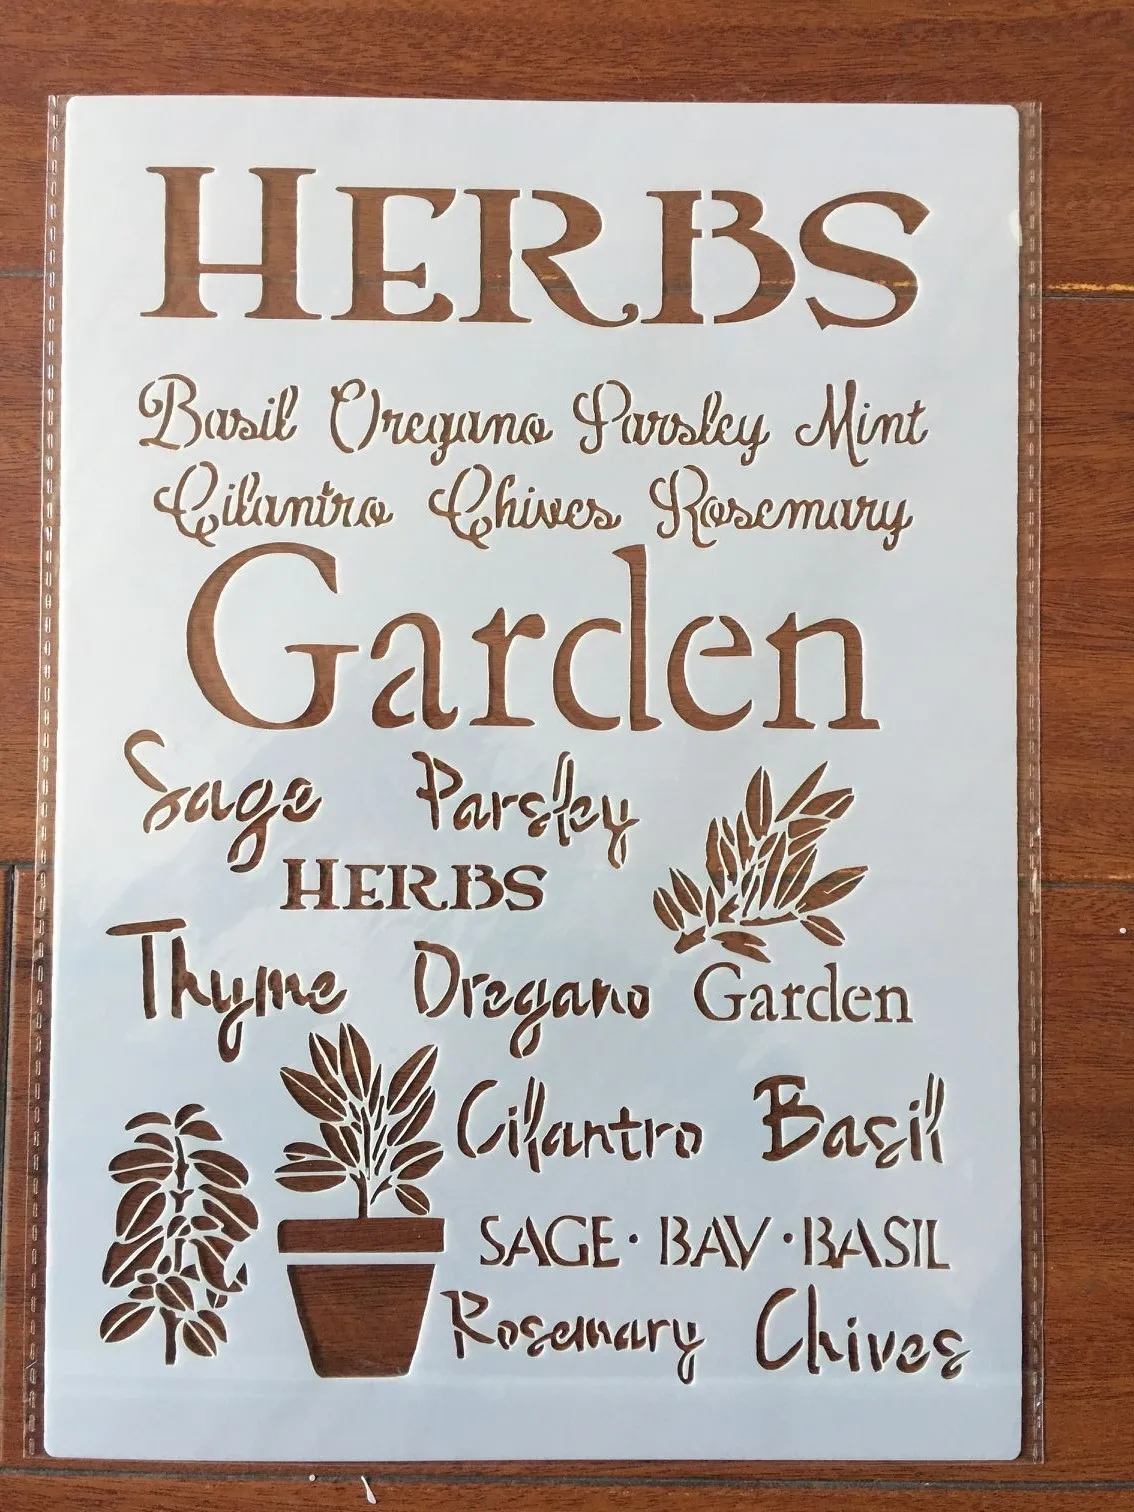 HERBS
Basil Oregano Parsley Mint
Cilantro Chives Rosemary
Garden
Sage Parsley
HERBS
Thyme Oregano Garden
Cilantro Basil
SAGE · BAY · BASIL
Rosemary Chives